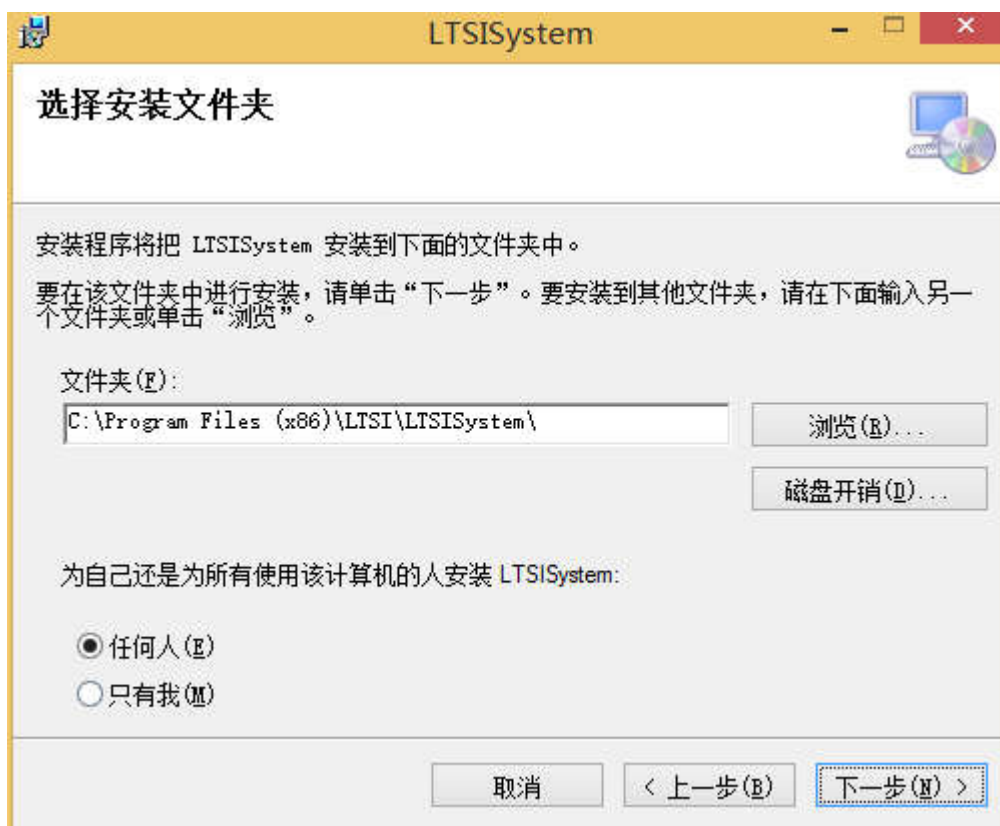 LTSISystem
选择安装文件夹
安装程序将把 LTSISystem 安装到下面的文件夹中。
要在该文件夹中进行安装，请单击“下一步”。要安装到其他文件夹，请在下面输入另一
个文件夹或单击“浏览”。
文件夹(F):
C:\Program Files (x86)\LTSI\LTSISystem\
浏览(R)...
磁盘开销(D)...
为自己还是为所有使用该计算机的人安装 LTSISystem:
任何人(E)
只有我(M)
取消
< 上一步(B)
下一步(N) >